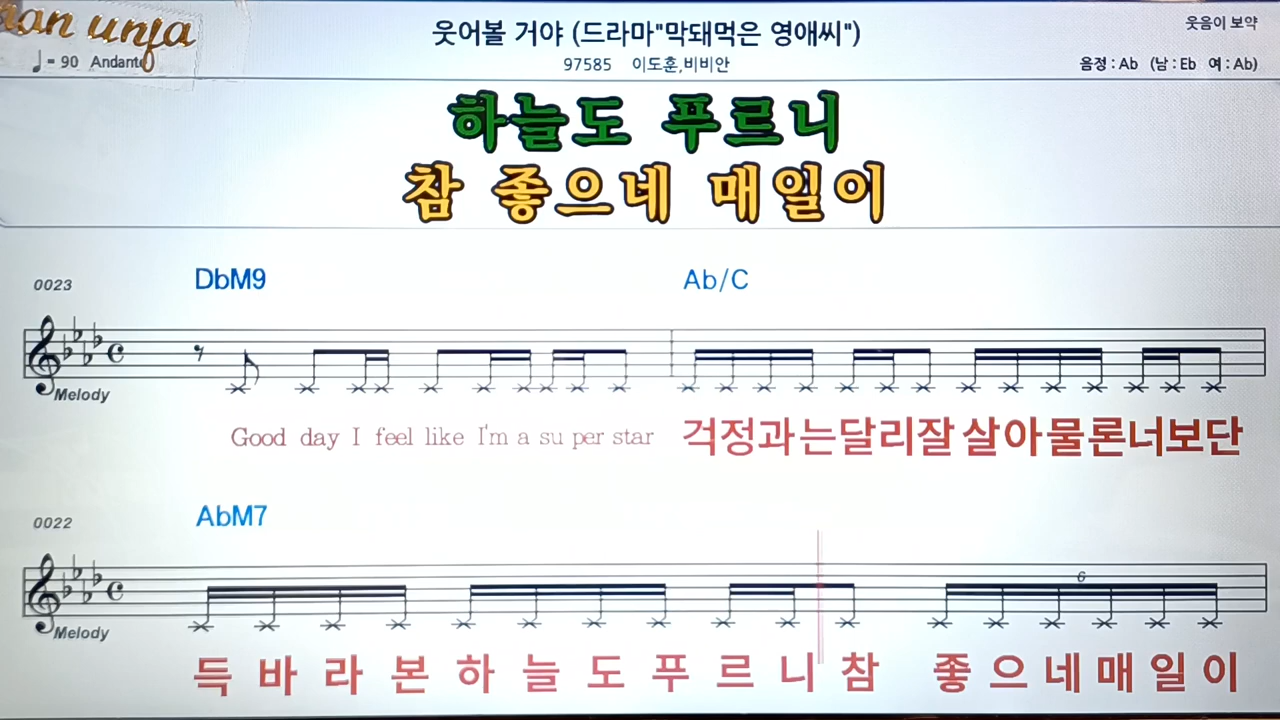 웃어볼 거야 (드라마"막돼먹은 영애씨")
웃음이 보약
♩= 90 Andante
97585 이도훈,비비안
음정 : Ab (남 : Eb 여 : Ab)
하늘도 푸르니
참 좋으네 매일이
0023
DbM9 Ab/C
Melody
Good day I feel like I'm a su per star 걱정과는달리잘 살아물론너보단
0022
AbM7
6
Melody
득 바 라 본 하 늘 도 푸 르 니 참 좋 으 네 매 일 이